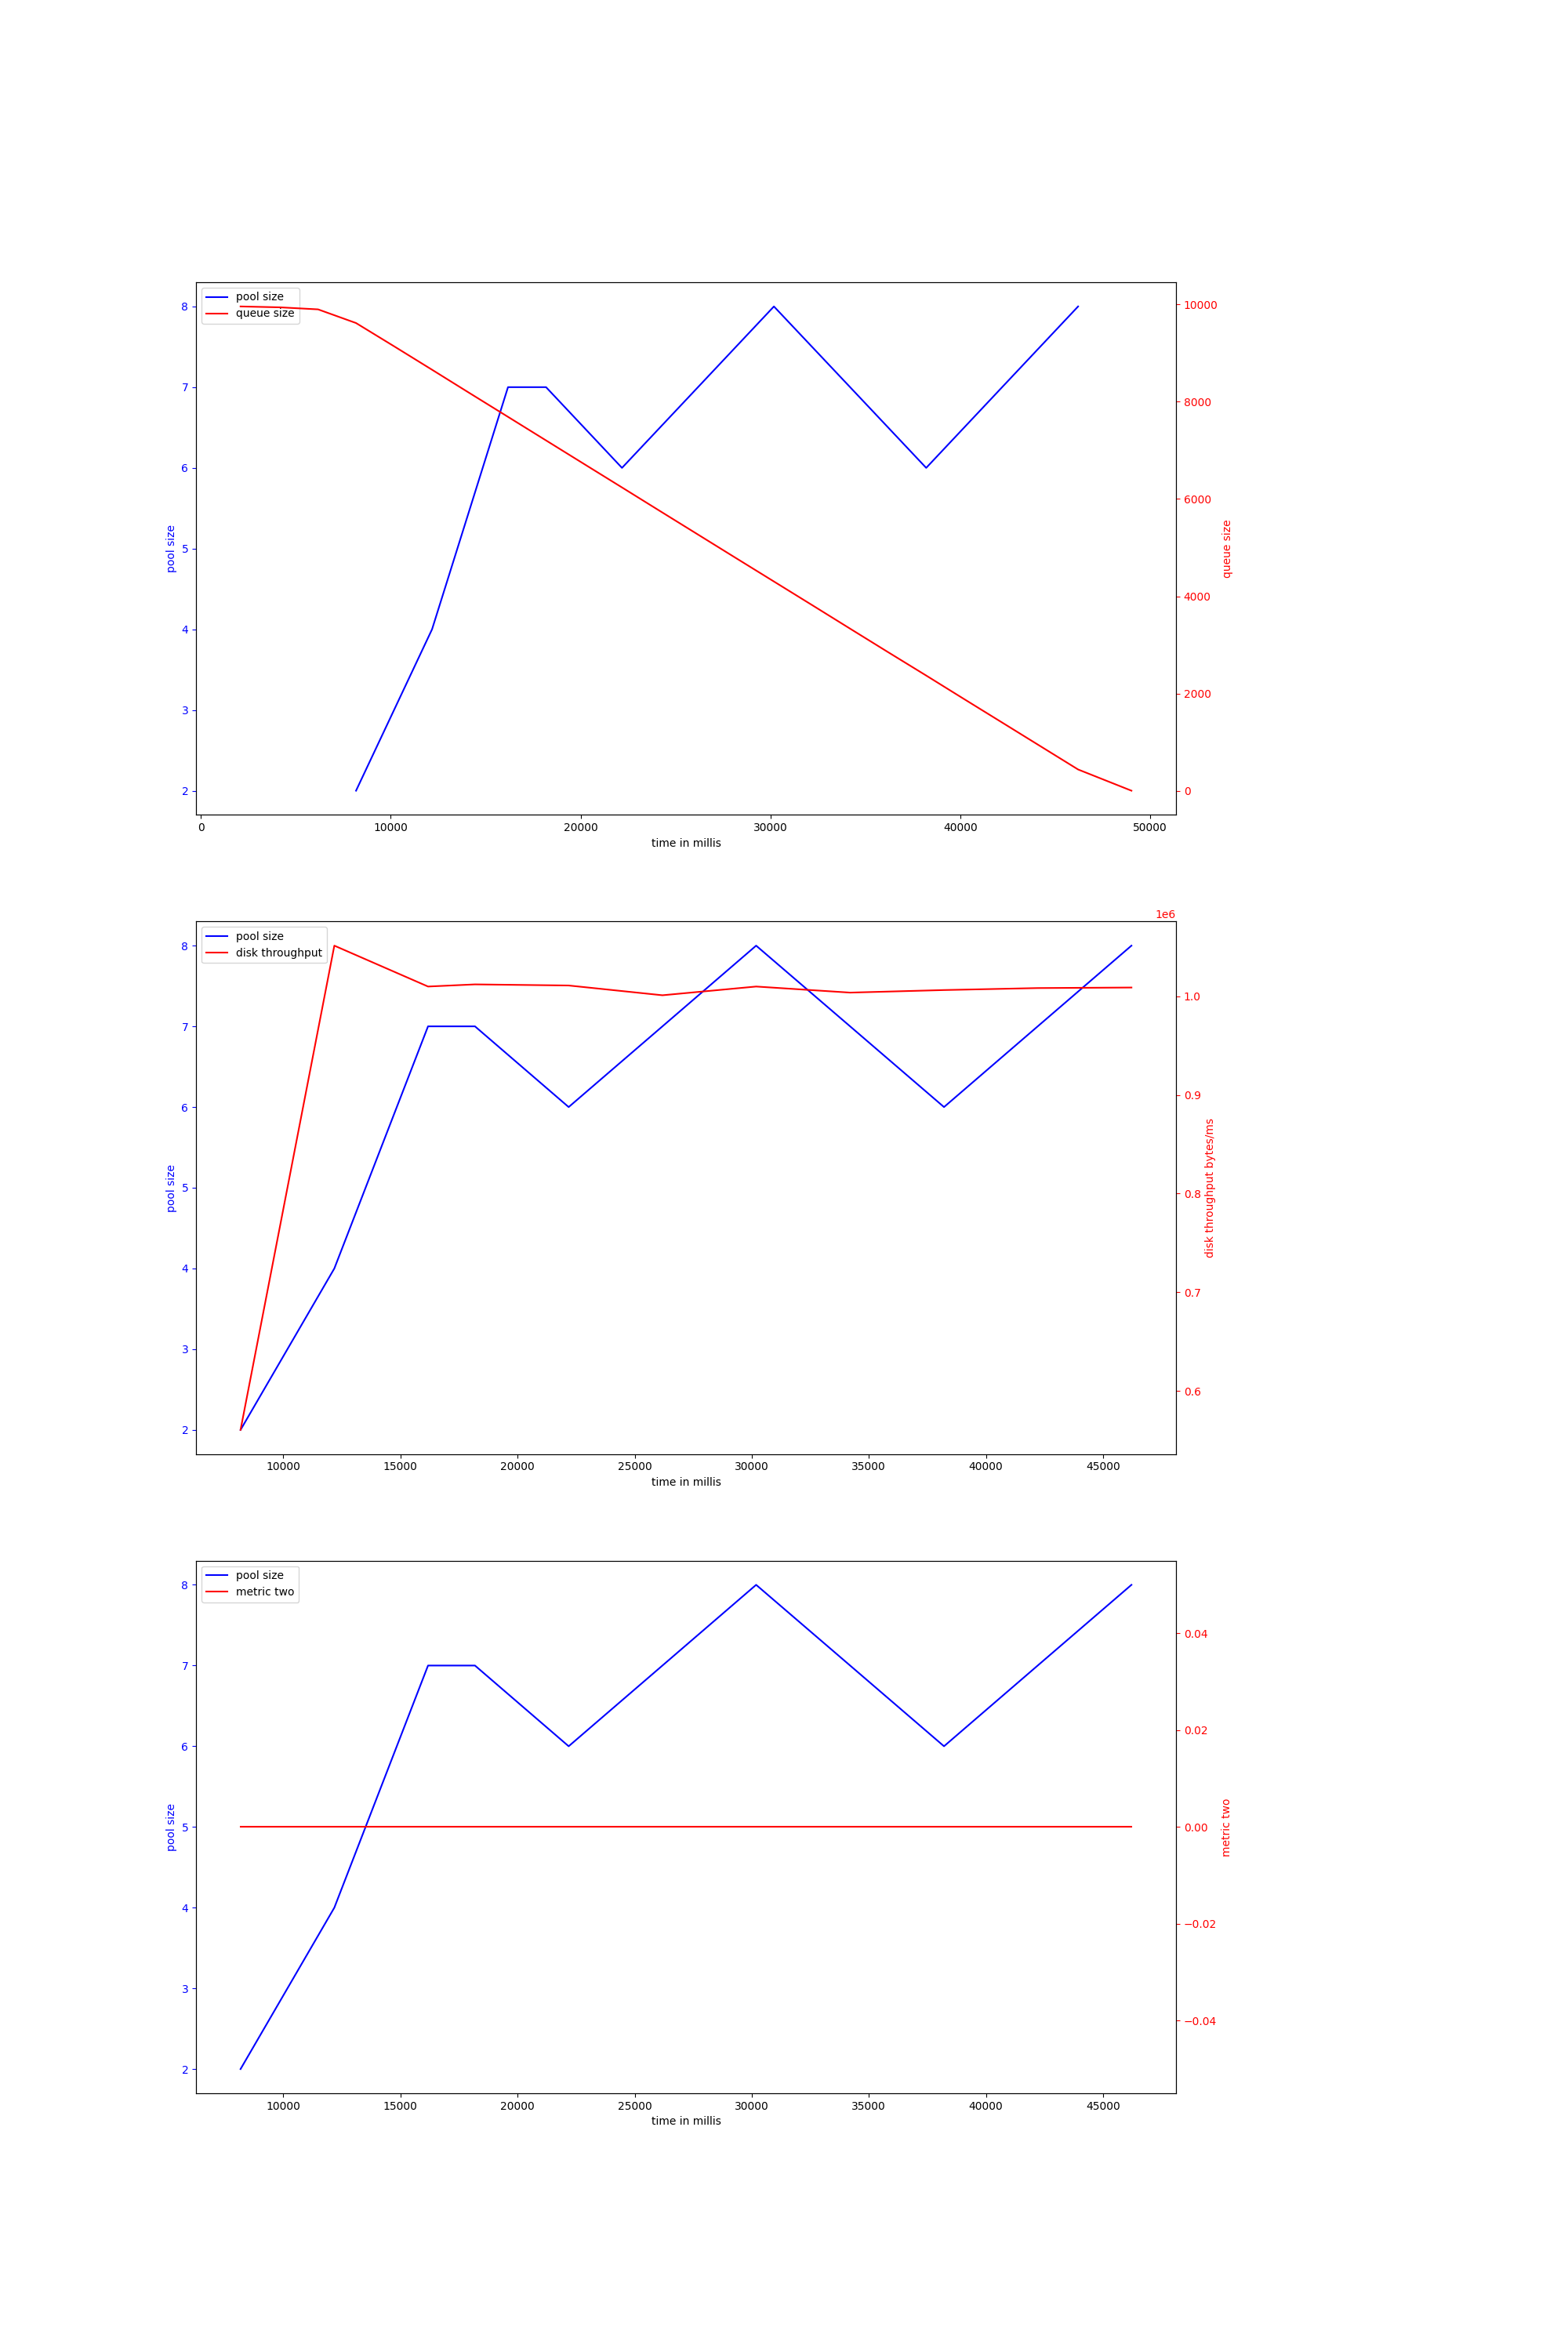 pool size
queue size
8
7
6
5
4
3
2
pool size
10000
8000
6000
4000
2000
0
queue size
0 10000 20000 30000 40000 50000
time in millis
1e6
pool size
disk throughput
8
7
6
5
4
3
2
pool size
1.0
0.9
0.8
0.7
0.6
disk throughput bytes/ms
10000 15000 20000 25000 30000 35000 40000 45000
time in millis
pool size
metric two
8
7
6
5
4
3
2
pool size
0.04
0.02
0.00
−0.02
−0.04
metric two
10000 15000 20000 25000 30000 35000 40000 45000
time in millis